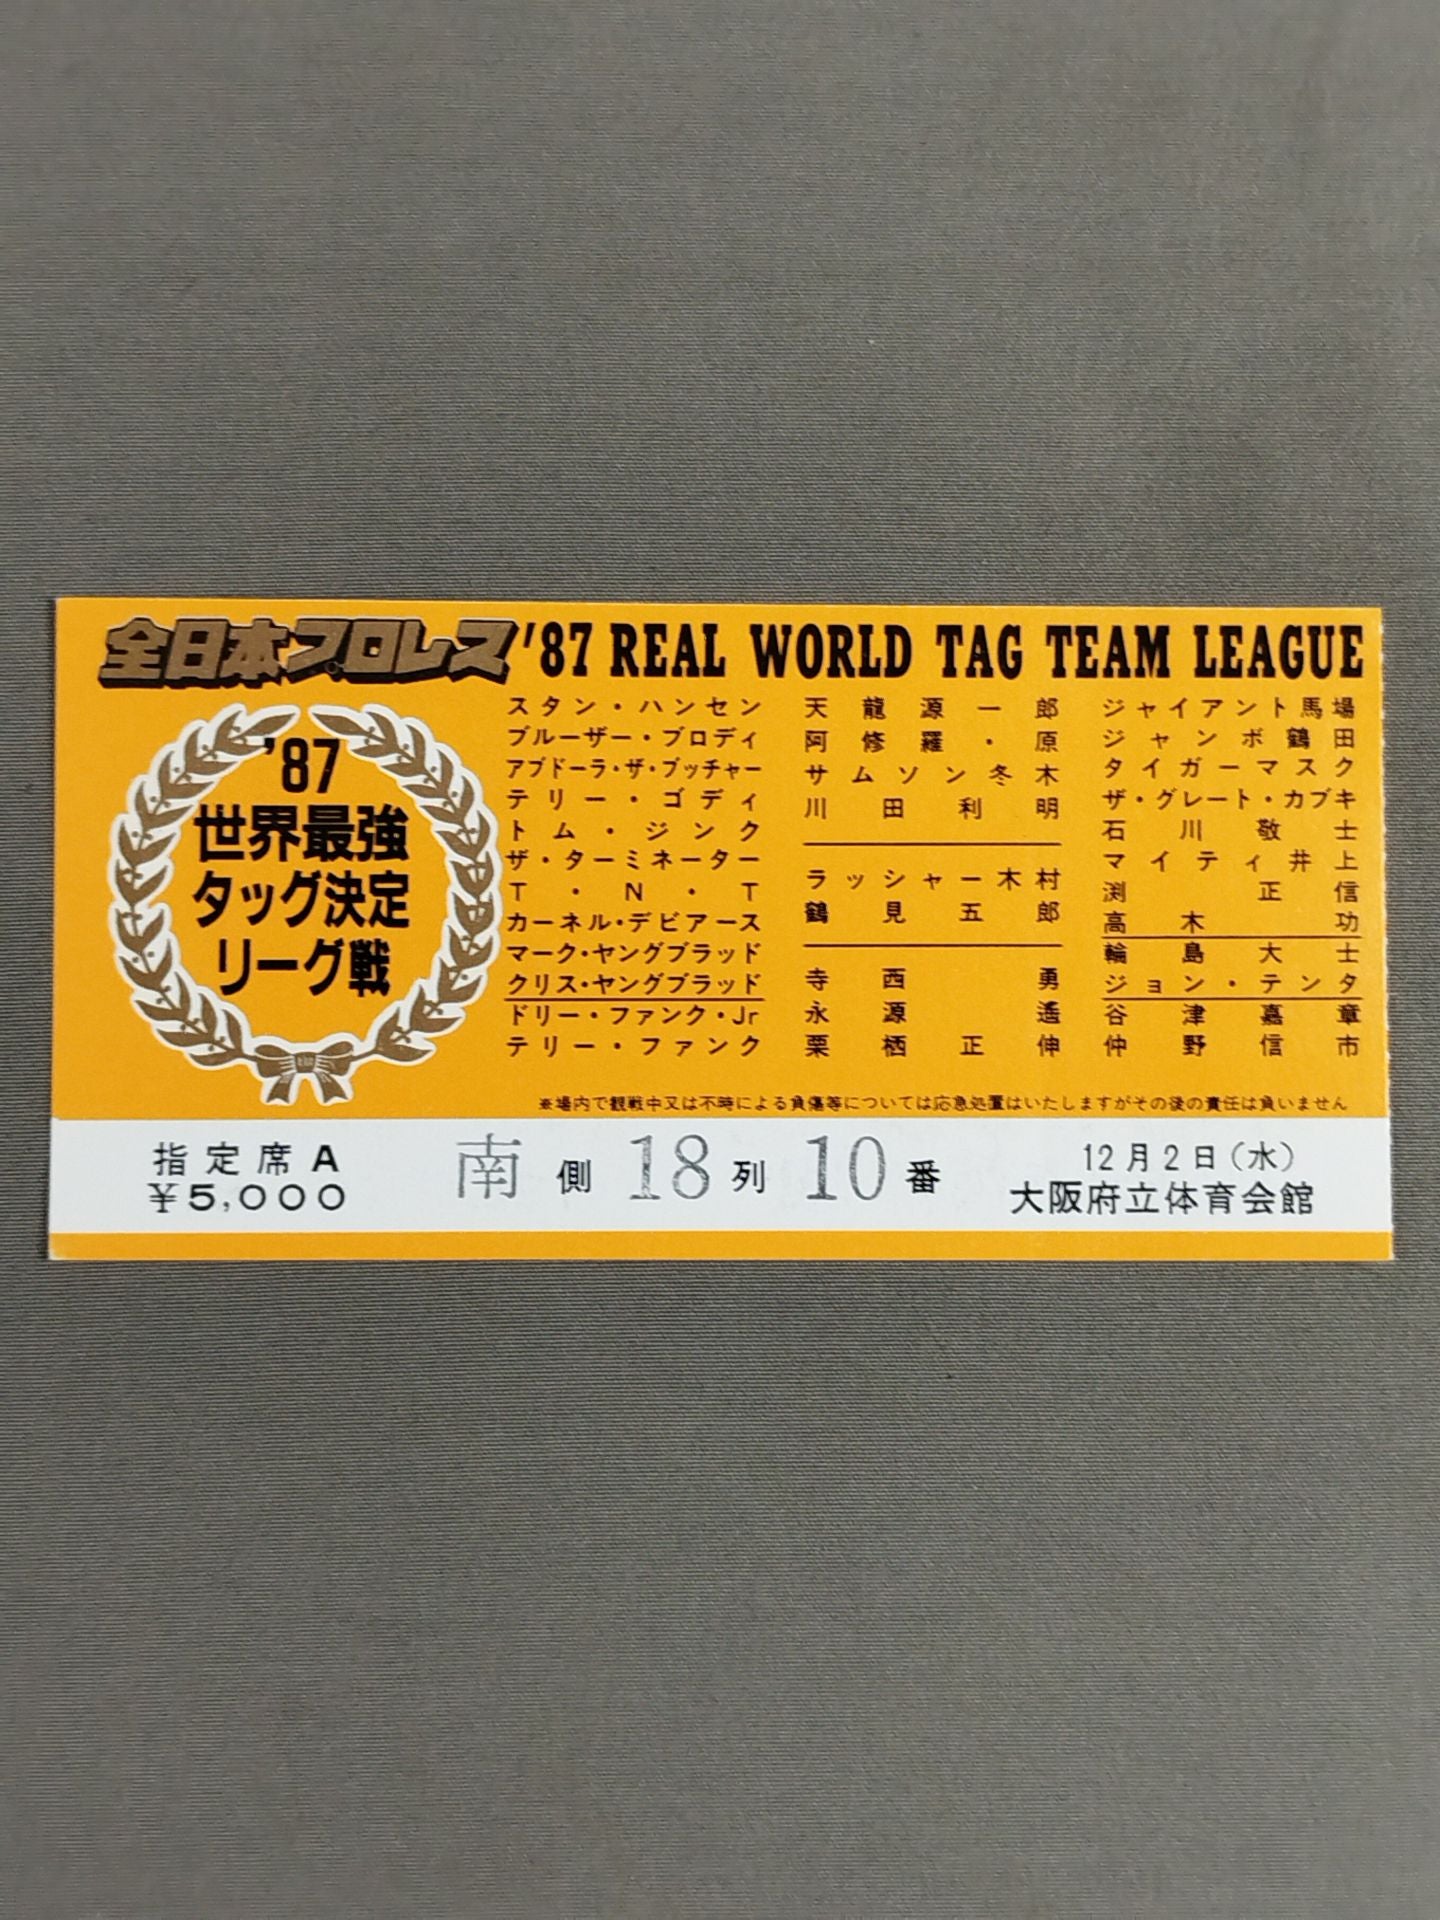 全日本プロレス '87 REAL WORLD TAG TEAM LEAGUE
'87
世界最強
タッグ決定
リーグ戦
スタン・ハンセン
ブルーザー・ブロディ
アブドーラ・ザ・ブッチャー
テリー・ゴディ
トム・ジンク
ザ・ターミネーター
T・N・T
カーネル・デビアース
マーク・ヤングブラッド
クリス・ヤングブラッド
ドリー・ファンク・Jr
テリー・ファンク
天龍源一郎
阿修羅・原
サムソン冬木
川田利明
ラッシャー木村
鶴見五郎
寺西勇
永源遙
栗栖正伸
ジャイアント馬場
ジャンボ鶴田
タイガーマスク
ザ・グレート・カブキ
石川敬士
マイティ井上
渕正信
高木功
輪島大士
ジョン・テンタ
谷津嘉章
仲野信市
※場内で観戦中又は不時による負傷等については応急処置はいたしますがその後の責任は負いません
指定席A
¥5,000
南側18列10番
12月2日(水)
大阪府立体育会館